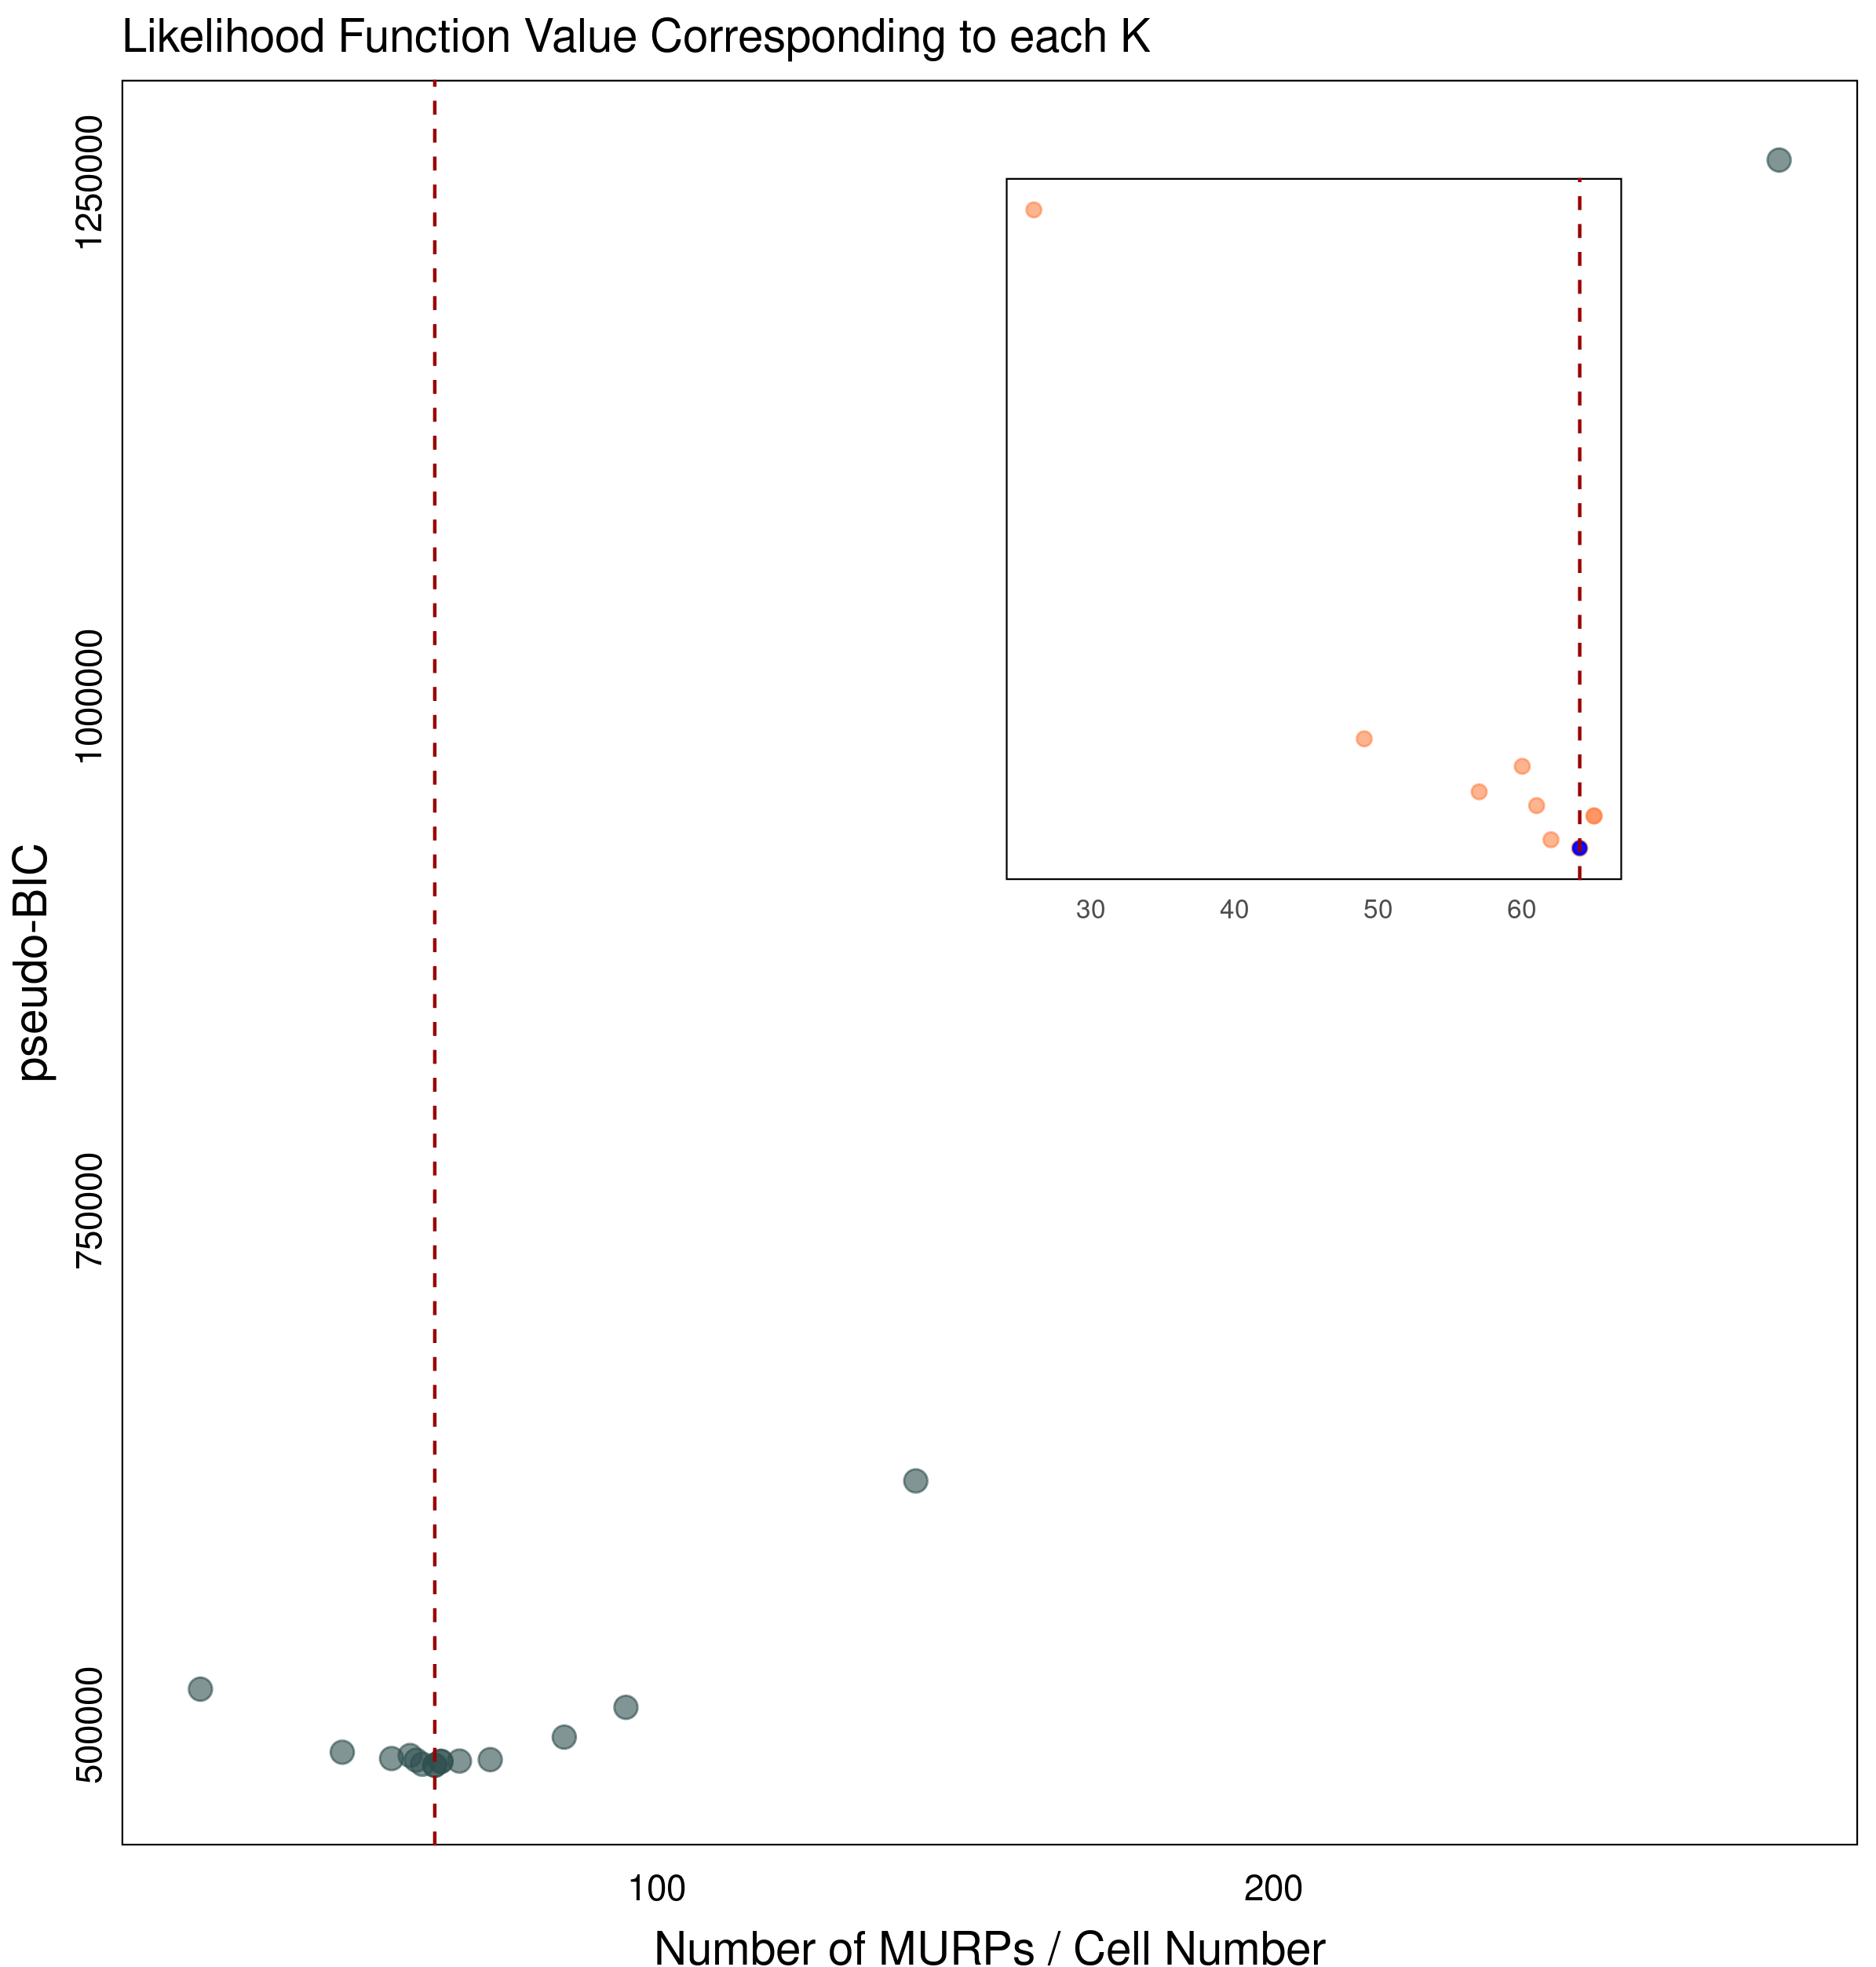 Likelihood Function Value Corresponding to each K
pseudo-BIC
1250000
1000000
750000
500000
30 40 50 60
100 200
Number of MURPs / Cell Number